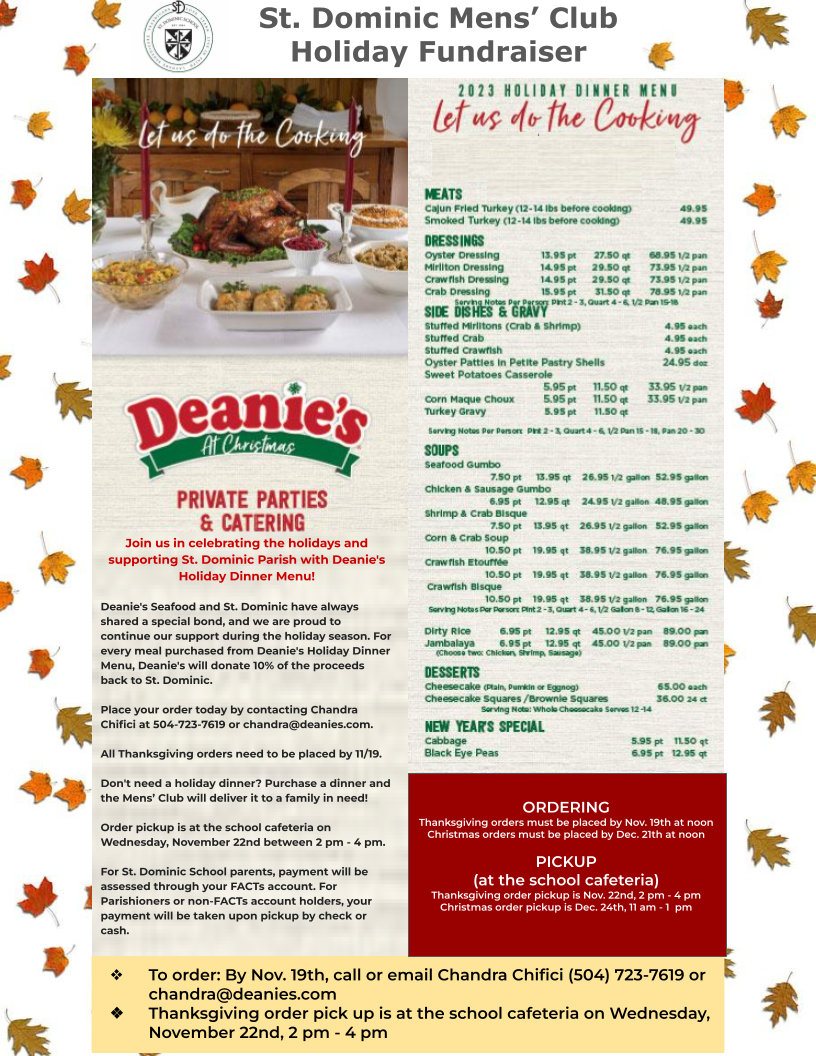 St. Dominic Mens' Club
Holiday Fundraiser
Let us do the Cooking
Deanie's
At Christmas
PRIVATE PARTIES
& CATERING
Join us in celebrating the holidays and
supporting St. Dominic Parish with Deanie's
Holiday Dinner Menu!
Deanie's Seafood and St. Dominic have always
shared a special bond, and we are proud to
continue our support during the holiday season. For
every meal purchased from Deanie's Holiday Dinner
Menu, Deanie's will donate 10% of the proceeds
back to St. Dominic.
Place your order today by contacting Chandra
Chifici at 504-723-7619 or chandra@deanies.com.
All Thanksgiving orders need to be placed by 11/19.
Don't need a holiday dinner? Purchase a dinner and
the Mens' Club will deliver it to a family in need!
Order pickup is at the school cafeteria on
Wednesday, November 22nd between 2 pm - 4 pm.
For St. Dominic School parents, payment will be
assessed through your FACTs account. For
Parishioners or non-FACTs account holders, your
payment will be taken upon pickup by check or
cash.
2023 HOLIDAY DINNER MENU
Let us do the Cooking
MEATS
Cajun Fried Turkey (12-14 lbs before cooking) 49.95
Smoked Turkey (12-14 lbs before cooking) 49.95
DRESSINGS
Oyster Dressing 13.95 pt 27.50 qt 68.95 1/2 pan
Mirliton Dressing 14.95 pt 29.50 qt 73.95 1/2 pan
Crawfish Dressing 14.95 pt 29.50 qt 73.95 1/2 pan
Crab Dressing 15.95 pt 31.50 qt 78.95 1/2 pan
Serving Notes Per Person: Pint 2 - 3, Quart 4 - 6, 1/2 Pan 15-18
SIDE DISHES & GRAVY
Stuffed Mirlitons (Crab & Shrimp) 4.95 each
Stuffed Crab 4.95 each
Stuffed Crawfish 4.95 each
Oyster Patties in Petite Pastry Shells 24.95 doz
Sweet Potatoes Casserole
5.95 pt 11.50 qt 33.95 1/2 pan
Corn Maque Choux 5.95 pt 11.50 qt 33.95 1/2 pan
Turkey Gravy 5.95 pt 11.50 qt
Serving Notes Per Person: Pint 2 - 3, Quart 4 - 6, 1/2 Pan 15 - 18, Pan 20 - 30
SOUPS
Seafood Gumbo
7.50 pt 13.95 qt 26.95 1/2 gallon 52.95 gallon
Chicken & Sausage Gumbo
6.95 pt 12.95 qt 24.95 1/2 gallon 48.95 gallon
Shrimp & Crab Bisque
7.50 pt 13.95 qt 26.95 1/2 gallon 52.95 gallon
Corn & Crab Soup
10.50 pt 19.95 qt 38.95 1/2 gallon 76.95 gallon
Crawfish Etouffée
10.50 pt 19.95 qt 38.95 1/2 gallon 76.95 gallon
Crawfish Bisque
10.50 pt 19.95 qt 38.95 1/2 gallon 76.95 gallon
Serving Notes Per Person: Pint 2 - 3, Quart 4 - 6, 1/2 Gallon 8 - 12, Gallon 16 - 24
Dirty Rice 6.95 pt 12.95 qt 45.00 1/2 pan 89.00 pan
Jambalaya 6.95 pt 12.95 qt 45.00 1/2 pan 89.00 pan
(Choose two: Chicken, Shrimp, Sausage)
DESSERTS
Cheesecake (Plain, Pumkin or Eggnog) 65.00 each
Cheesecake Squares /Brownie Squares 36.00 24 ct
Serving Note: Whole Cheesecake Serves 12 -14
NEW YEAR'S SPECIAL
Cabbage 5.95 pt 11.50 qt
Black Eye Peas 6.95 pt 12.95 qt
ORDERING
Thanksgiving orders must be placed by Nov. 19th at noon
Christmas orders must be placed by Dec. 21th at noon
PICKUP
(at the school cafeteria)
Thanksgiving order pickup is Nov. 22nd, 2 pm - 4 pm
Christmas order pickup is Dec. 24th, 11 am - 1 pm
❖ To order: By Nov. 19th, call or email Chandra Chifici (504) 723-7619 or
chandra@deanies.com
❖ Thanksgiving order pick up is at the school cafeteria on Wednesday,
November 22nd, 2 pm - 4 pm